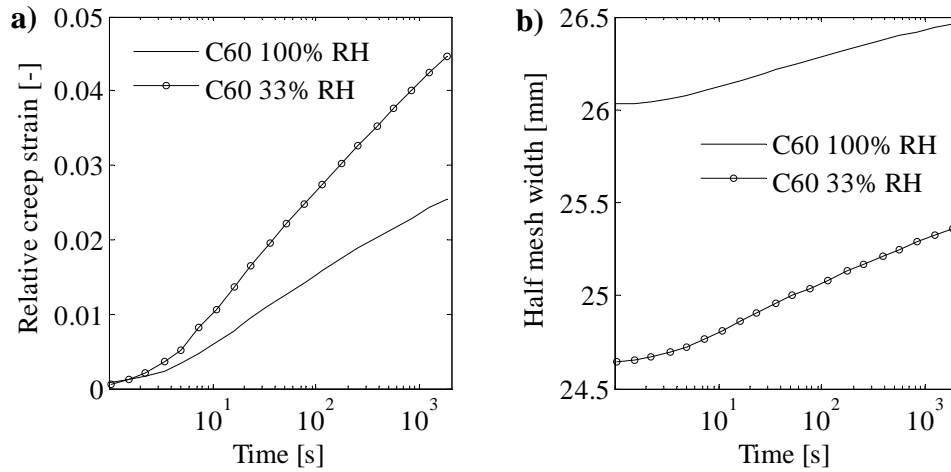 a)
Relative creep strain [-]
0.05
0.04
0.03
0.02
0.01
0
C60 100% RH
C60 33% RH
10^1
10^2
10^3
Time [s]
b)
Half mesh width [mm]
26.5
26
25.5
25
24.5
C60 100% RH
C60 33% RH
10^1
10^2
10^3
Time [s]